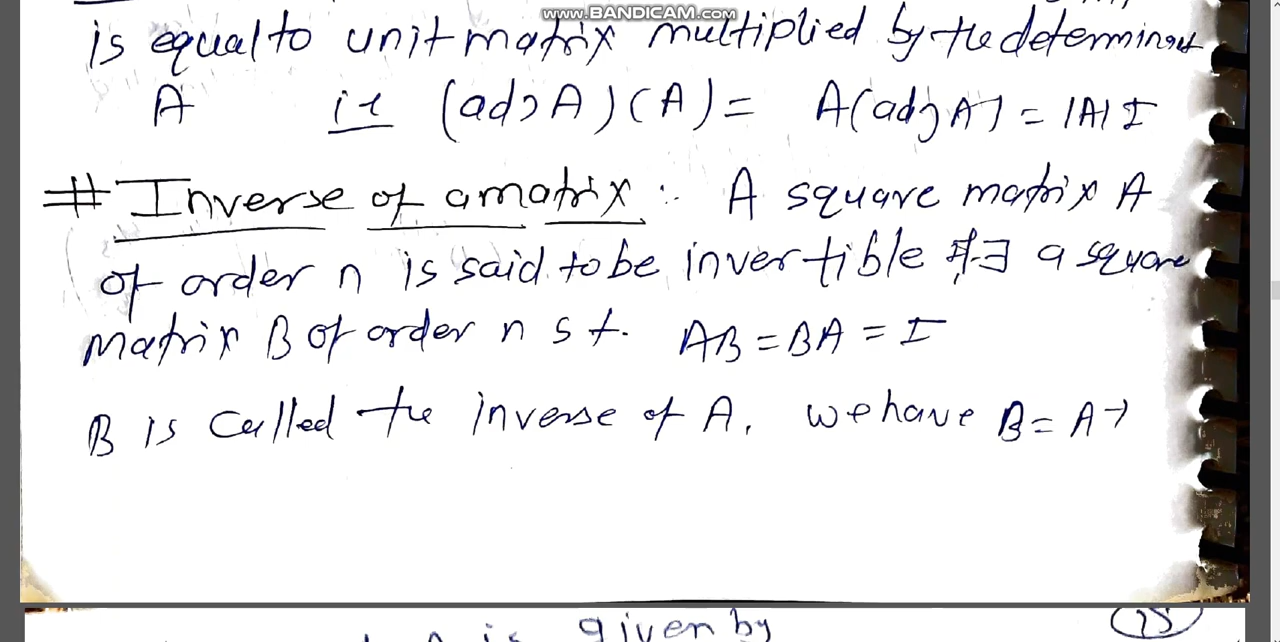 www.BANDICAM.com
is equal to unit matrix multiplied by the determinant
A ie (adj A) (A) = A(adj A) = |A| I
# Inverse of a matrix :- A square matrix A
of order n is said to be invertible if ∃ a square
matrix B of order n s t. AB = BA = I
B is called the inverse of A. we have B = A-1
is given by